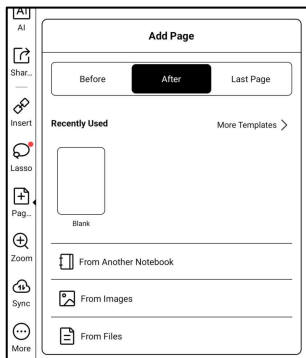 AI
AI
Shar...
Insert
Lasso
Pag...
Zoom
Sync
More
Add Page
Before After Last Page
Recently Used More Templates
Blank
From Another Notebook
From Images
From Files